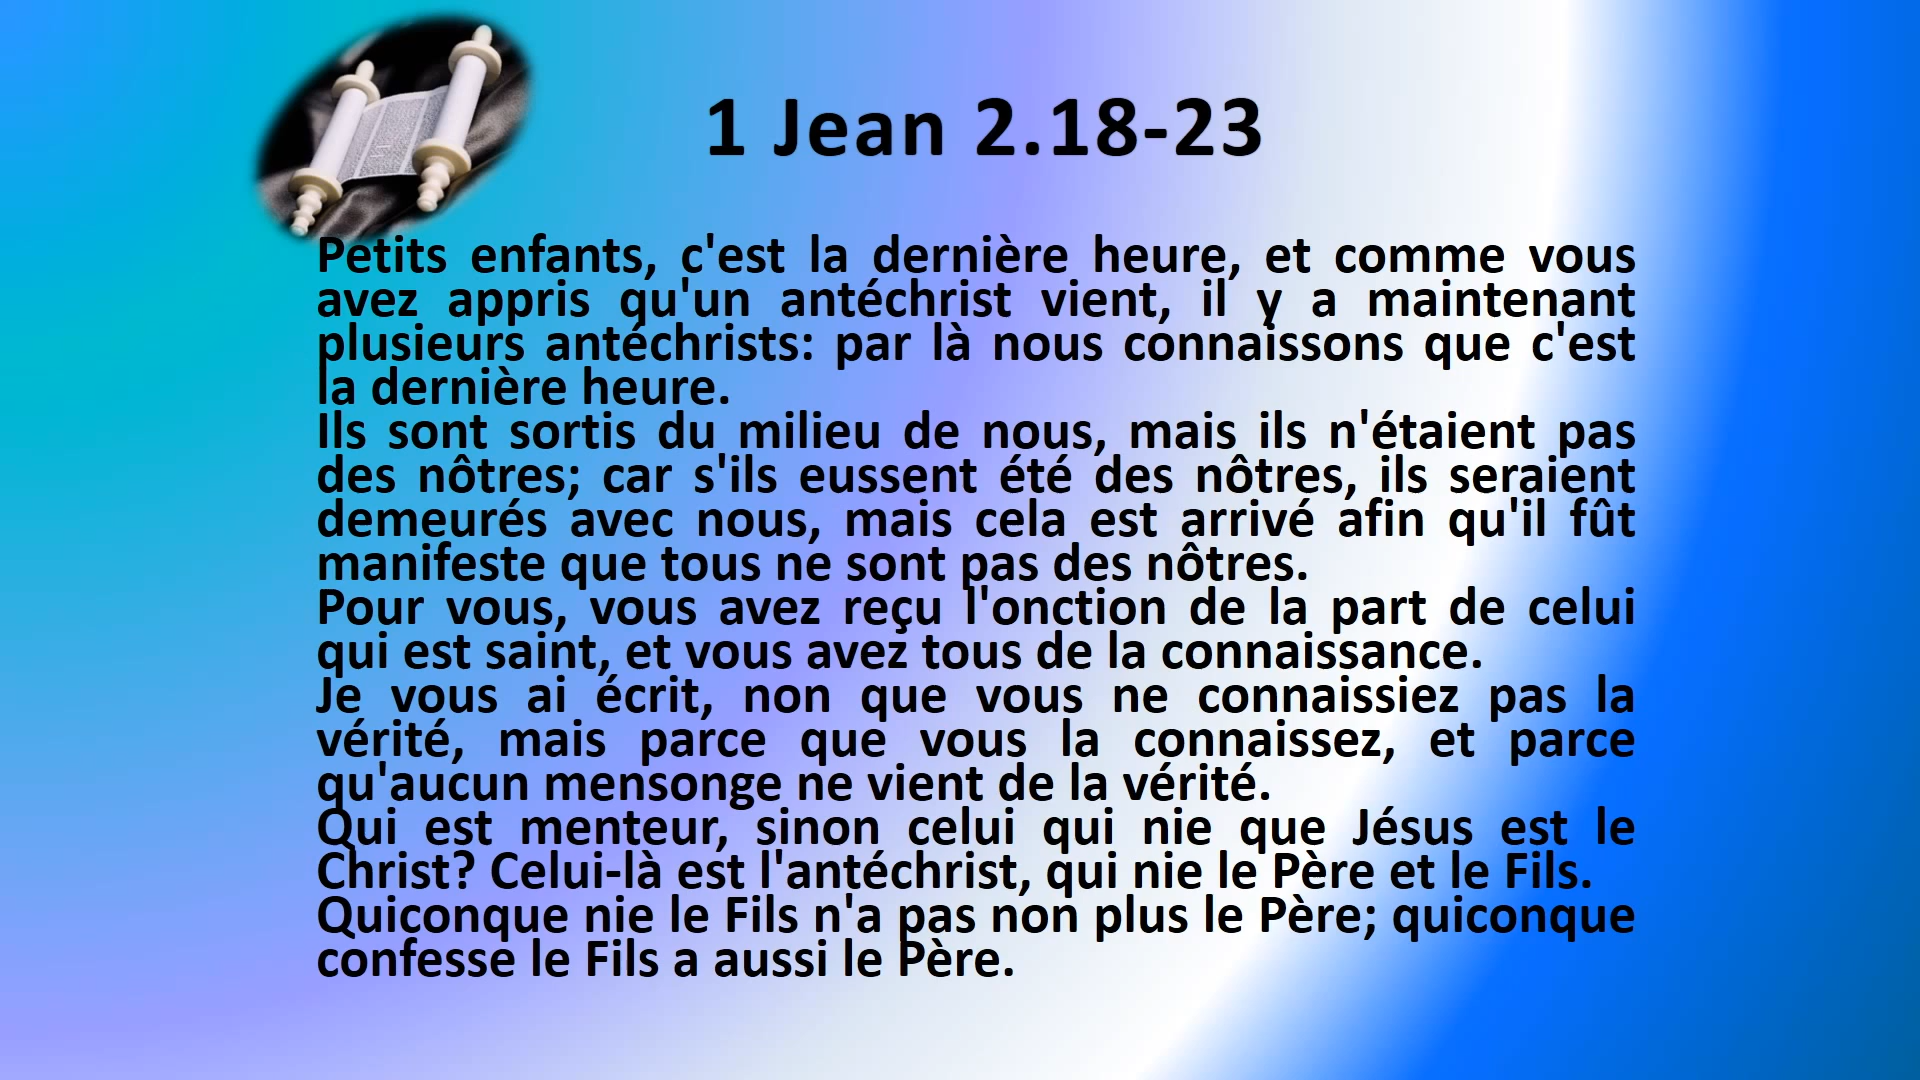 1 Jean 2.18-23
Petits enfants, c'est la dernière heure, et comme vous
avez appris qu'un antéchrist vient, il y a maintenant
plusieurs antéchrists: par là nous connaissons que c'est
la dernière heure.
Ils sont sortis du milieu de nous, mais ils n'étaient pas
des nôtres; car s'ils eussent été des nôtres, ils seraient
demeurés avec nous, mais cela est arrivé afin qu'il fût
manifeste que tous ne sont pas des nôtres.
Pour vous, vous avez reçu l'onction de la part de celui
qui est saint, et vous avez tous de la connaissance.
Je vous ai écrit, non que vous ne connaissiez pas la
vérité, mais parce que vous la connaissez, et parce
qu'aucun mensonge ne vient de la vérité.
Qui est menteur, sinon celui qui nie que Jésus est le
Christ? Celui-là est l'antéchrist, qui nie le Père et le Fils.
Quiconque nie le Fils n'a pas non plus le Père; quiconque
confesse le Fils a aussi le Père.